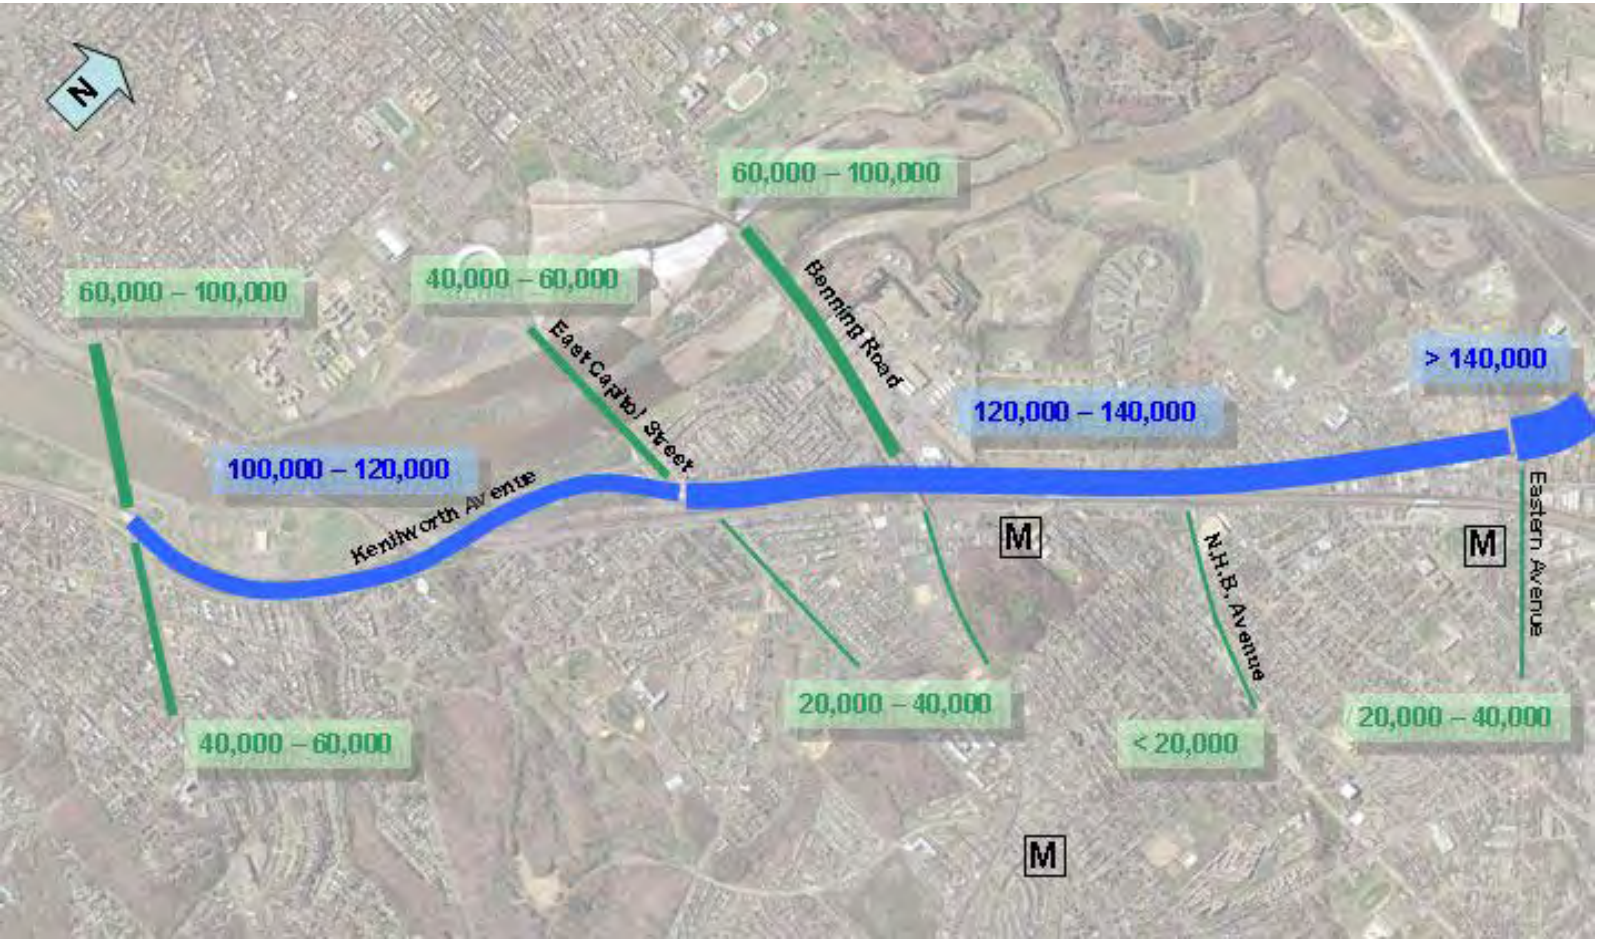 N
60,000 – 100,000
60,000 – 100,000
40,000 – 60,000
East Capitol Street
Benning Road
> 140,000
120,000 – 140,000
100,000 – 120,000
Kenilworth Avenue
M
M
N.H.B. Avenue
Eastern Avenue
20,000 – 40,000
< 20,000
20,000 – 40,000
40,000 – 60,000
M